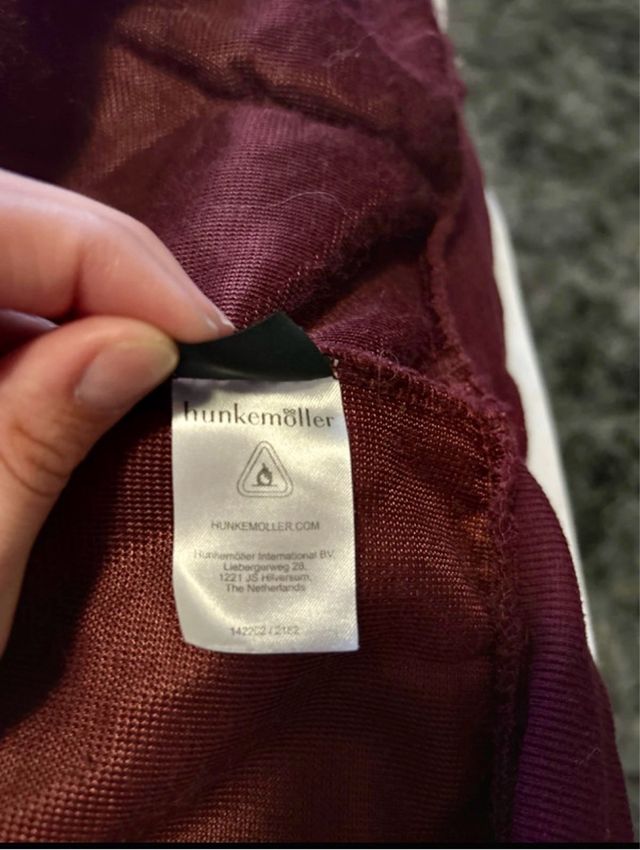 hunkemöller
HUNKEMOLLER.COM
Hunkemöller International BV,
Liebergerweg 28,
1221 JS Hilversum,
The Netherlands